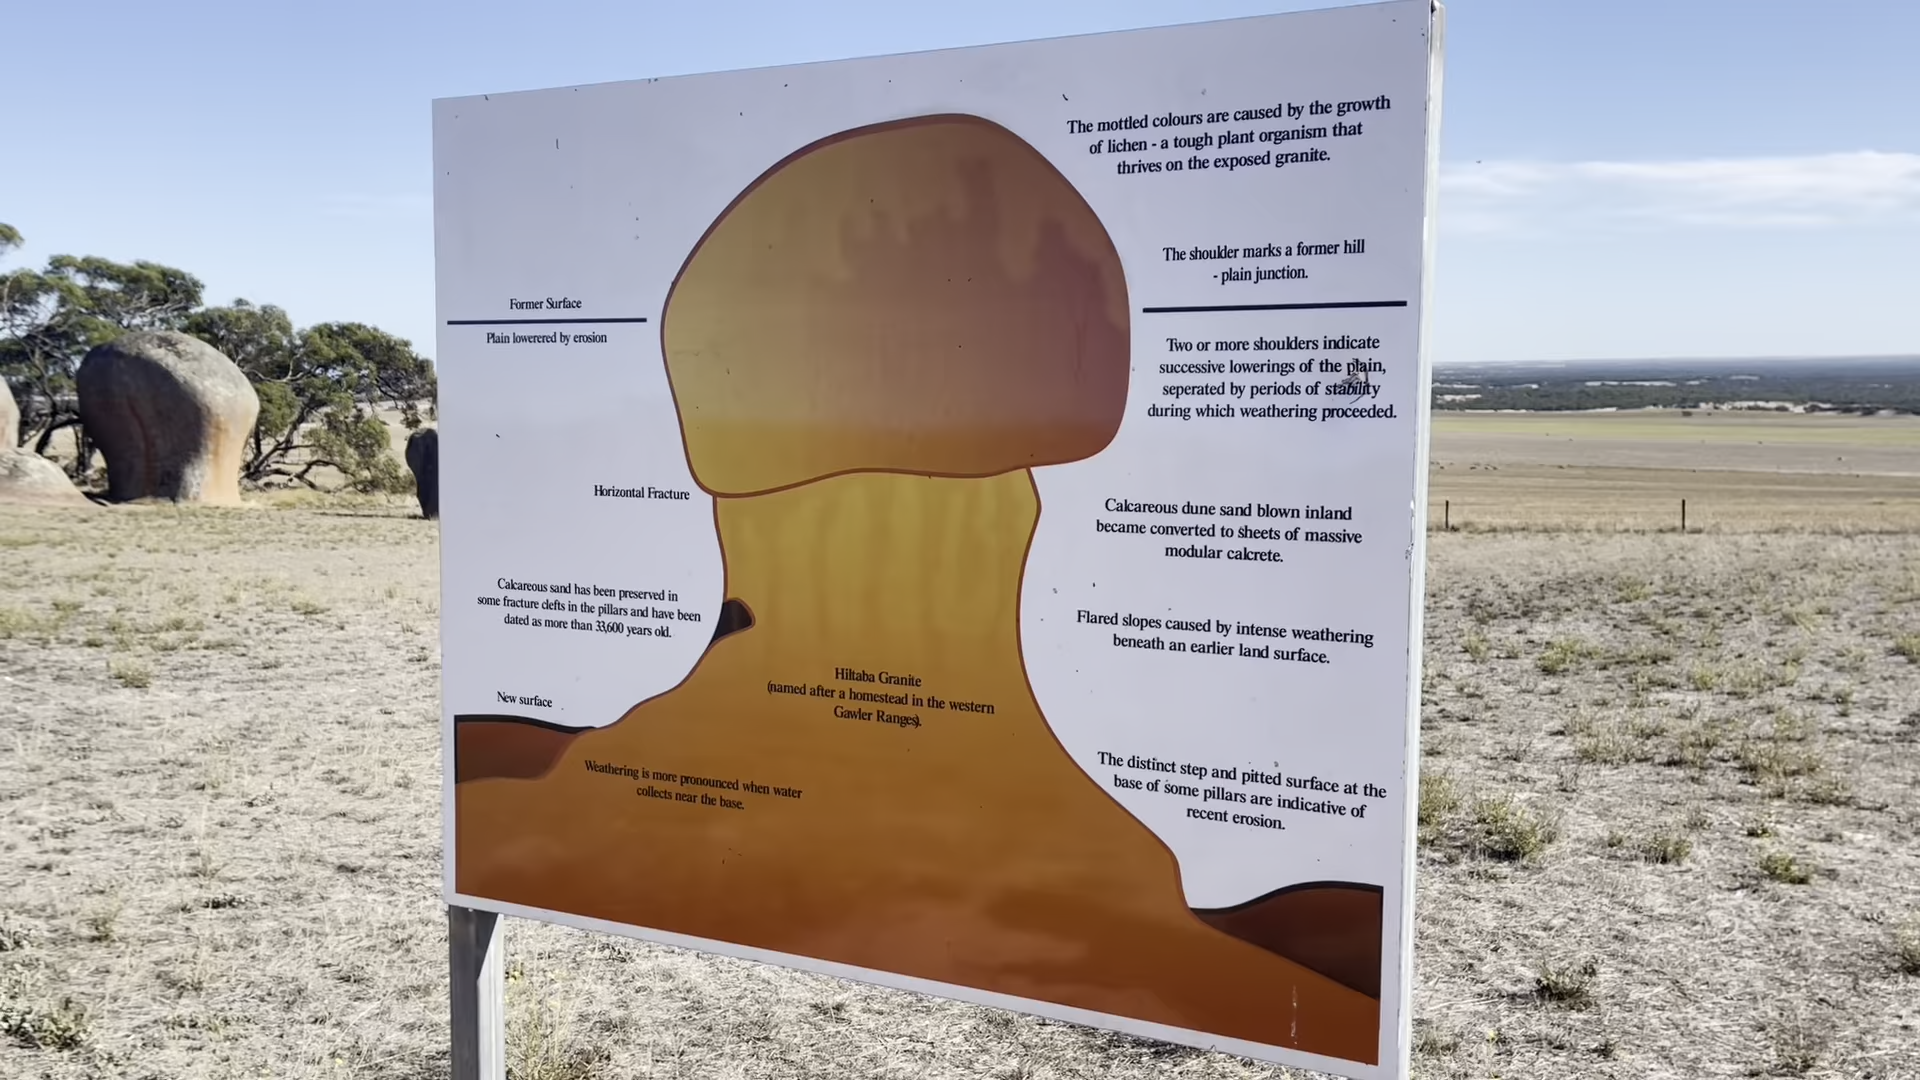 The mottled colours are caused by the growth
of lichen - a tough plant organism that
thrives on the exposed granite.
The shoulder marks a former hill
- plain junction.
Former Surface
Plain lowerered by erosion
Two or more shoulders indicate
successive lowerings of the plain,
seperated by periods of stability
during which weathering proceeded.
Horizontal Fracture
Calcareous dune sand blown inland
became converted to sheets of massive
modular calcrete.
Calcareous sand has been preserved in
some fracture clefts in the pillars and have been
dated as more than 33,600 years old.
Flared slopes caused by intense weathering
beneath an earlier land surface.
Hiltaba Granite
(named after a homestead in the western
Gawler Ranges).
New surface
Weathering is more pronounced when water
collects near the base.
The distinct step and pitted surface at the
base of some pillars are indicative of
recent erosion.